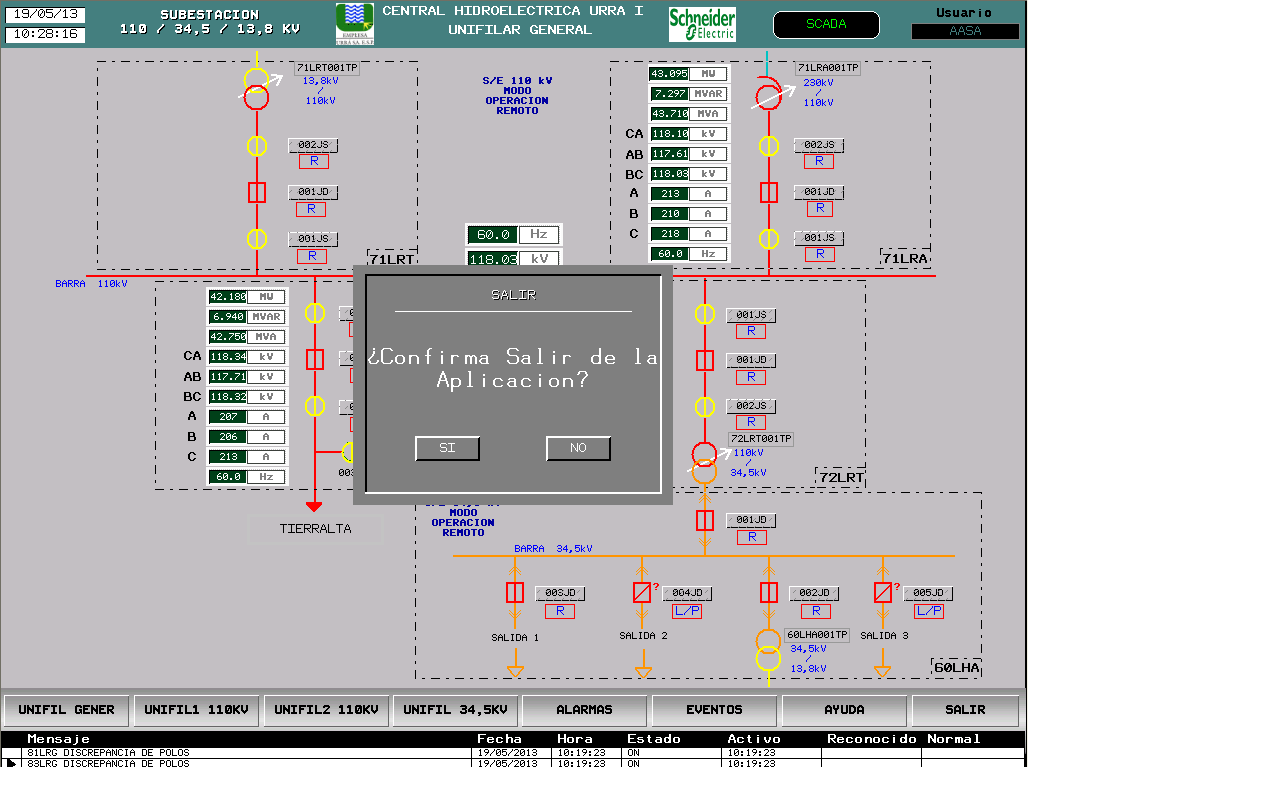 19/05/13
10:28:16
SUBESTACION
110 / 34,5 / 13,8 KV
EMPRESA
URRÁ S.A. E.S.P.
CENTRAL HIDROELECTRICA URRA I
UNIFILAR GENERAL
Schneider
Electric
SCADA
Usuario
AASA
71LRT001TP
13,8kV
/
110kV
002JS
R
001JD
R
001JS
R
71LRT
S/E 110 kV
MODO
OPERACION
REMOTO
60.0 Hz
118.03 kV
43.095 MW
7.297 MVAR
43.710 MVA
CA 118.10 kV
AB 117.61 kV
BC 118.03 kV
A 213 A
B 210 A
C 218 A
60.0 Hz
71LRA001TP
230kV
/
110kV
002JS
R
001JD
R
001JS
R
71LRA
BARRA 110kV
42.180 MW
6.940 MVAR
42.750 MVA
CA 118.34 kV
AB 117.71 kV
BC 118.32 kV
A 207 A
B 206 A
C 213 A
60.0 Hz
003
TIERRALTA
SALIR
¿Confirma Salir de la
Aplicacion?
SI
NO
001JS
R
001JD
R
002JS
R
72LRT001TP
110kV
/
34,5kV
72LRT
MODO
OPERACION
REMOTO
001JD
R
BARRA 34,5kV
003JD
R
SALIDA 1
?
004JD
L/P
SALIDA 2
002JD
R
60LHA001TP
34,5kV
/
13,8kV
?
005JD
L/P
SALIDA 3
60LHA
UNIFIL GENER
UNIFIL1 110KV
UNIFIL2 110KV
UNIFIL 34,5KV
ALARMAS
EVENTOS
AYUDA
SALIR
Mensaje Fecha Hora Estado Activo Reconocido Normal
81LRG DISCREPANCIA DE POLOS 19/05/2013 10:19:23 ON 10:19:23
83LRG DISCREPANCIA DE POLOS 19/05/2013 10:19:23 ON 10:19:23